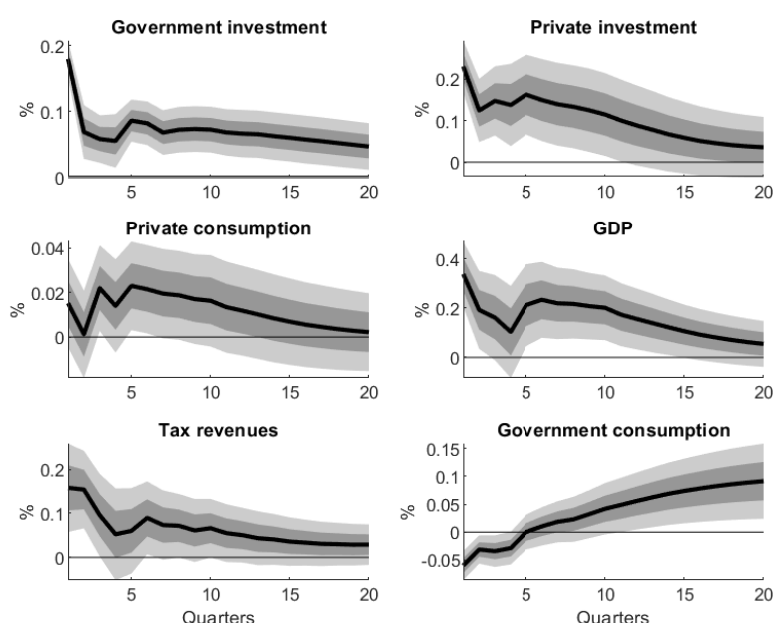 Government investment
0.2
0.1
0
%
5 10 15 20
Private investment
0.2
0.1
0
%
5 10 15 20
Private consumption
0.04
0.02
0
%
5 10 15 20
GDP
0.4
0.2
0
%
5 10 15 20
Tax revenues
0.2
0.1
0
%
5 10 15 20
Quarters
Government consumption
0.15
0.1
0.05
0
-0.05
%
5 10 15 20
Quarters